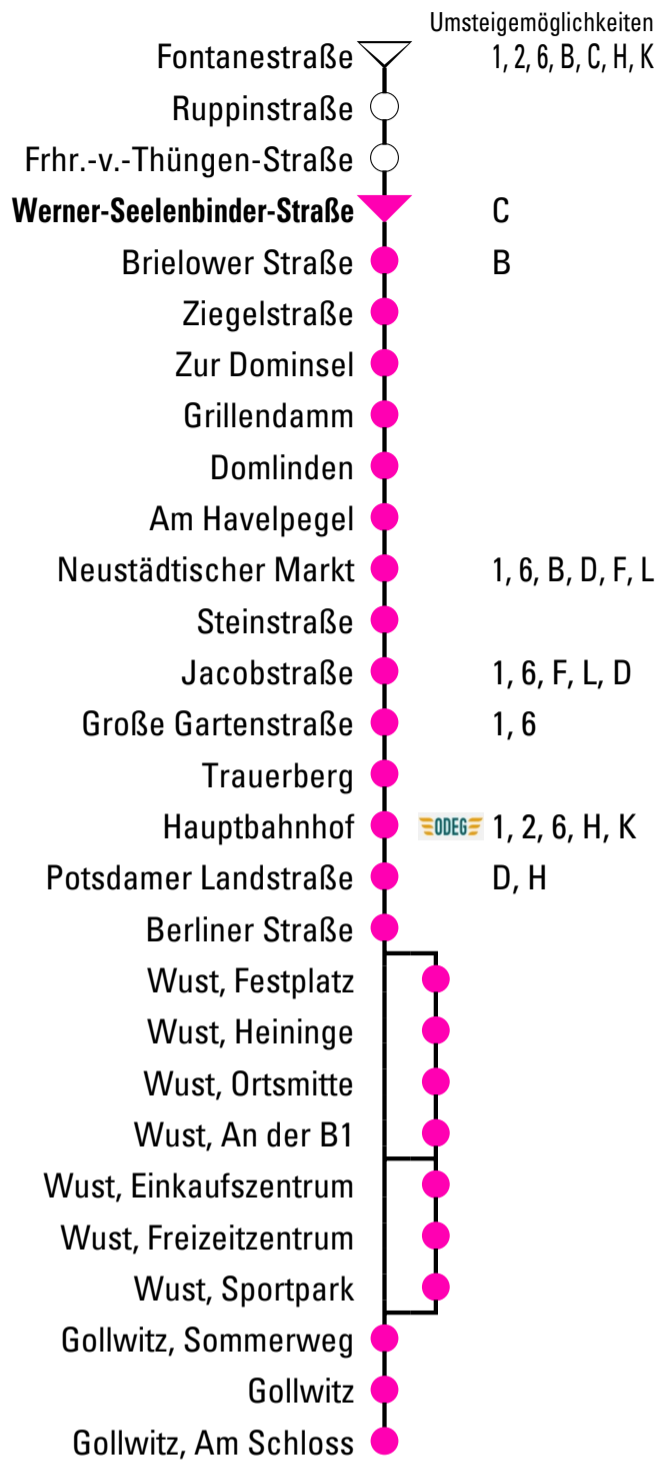 Umsteigemöglichkeiten
Fontanestraße 1, 2, 6, B, C, H, K
Ruppinstraße
Frhr.-v.-Thüngen-Straße
Werner-Seelenbinder-Straße C
Brielower Straße B
Ziegelstraße
Zur Dominsel
Grillendamm
Domlinden
Am Havelpegel
Neustädtischer Markt 1, 6, B, D, F, L
Steinstraße
Jacobstraße 1, 6, F, L, D
Große Gartenstraße 1, 6
Trauerberg
Hauptbahnhof ODEG 1, 2, 6, H, K
Potsdamer Landstraße D, H
Berliner Straße
Wust, Festplatz
Wust, Heininge
Wust, Ortsmitte
Wust, An der B1
Wust, Einkaufszentrum
Wust, Freizeitzentrum
Wust, Sportpark
Gollwitz, Sommerweg
Gollwitz
Gollwitz, Am Schloss